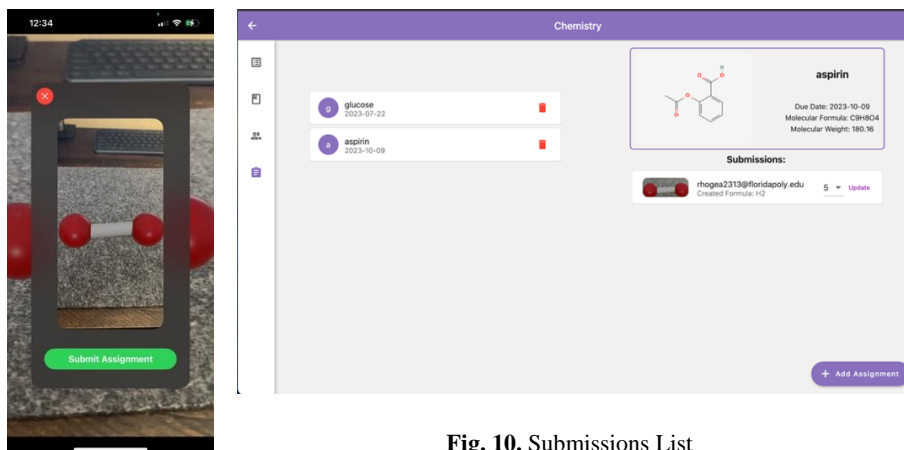 12:34
Submit Assignment
Chemistry
g
glucose
2023-07-22
a
aspirin
2023-10-09
aspirin
Due Date: 2023-10-09
Molecular Formula: C9H8O4
Molecular Weight: 180.16
Submissions:
rhogea2313@floridapoly.edu
Created Formula: H2
5
Update
+ Add Assignment
Fig. 10. Submissions List